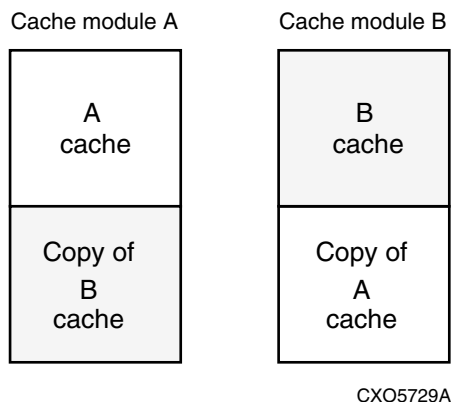 Cache module A
Cache module B
A
cache
B
cache
Copy of
B
cache
Copy of
A
cache
CXO5729A